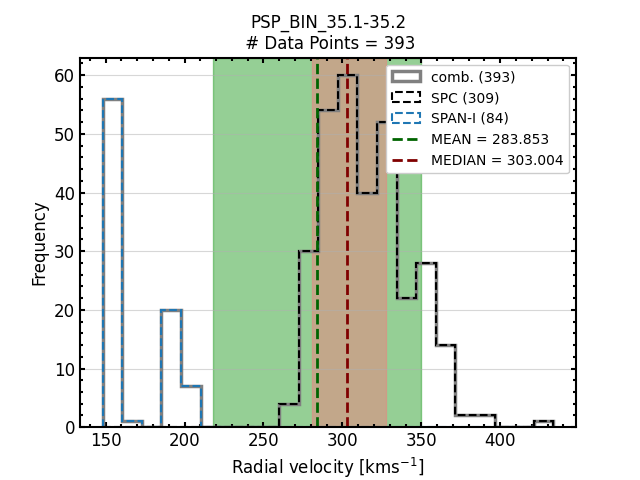 PSP_BIN_35.1-35.2
# Data Points = 393
60
50
40
30
20
10
0
Frequency
comb. (393)
SPC (309)
SPAN-I (84)
MEAN = 283.853
MEDIAN = 303.004
150 200 250 300 350 400
Radial velocity [kms⁻¹]